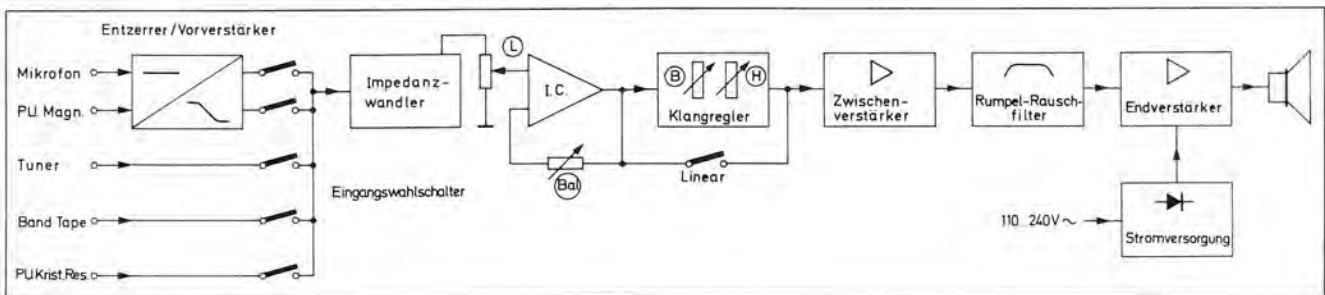 Entzerrer/Vorverstärker
Mikrofon
PU. Magn.
Tuner
Band Tape
PU.Krist.Res.
Eingangswahlschalter
Impedanz-
wandler
L
I.C.
Bal
B
H
Klangregler
Linear
Zwischen-
verstärker
Rumpel-Rausch-
filter
Endverstärker
110...240V~
Stromversorgung